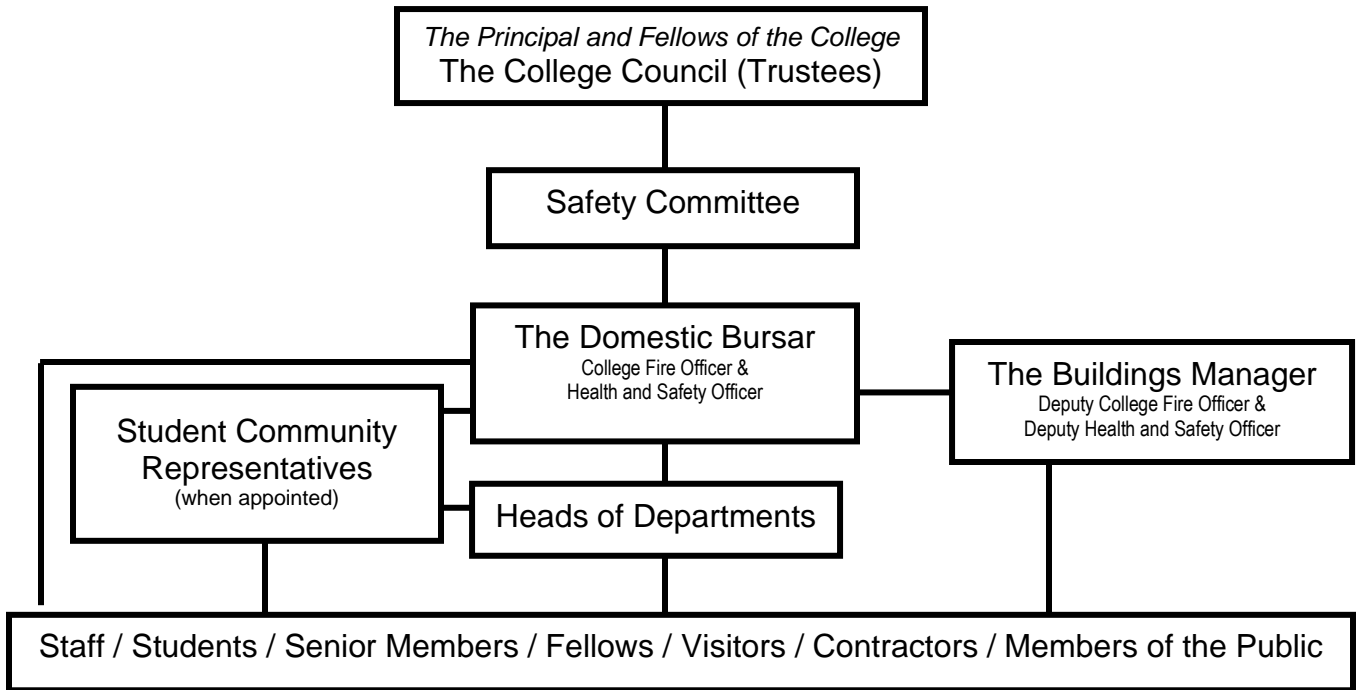 The Principal and Fellows of the College
The College Council (Trustees)
Safety Committee
The Domestic Bursar
College Fire Officer &
Health and Safety Officer
The Buildings Manager
Deputy College Fire Officer &
Deputy Health and Safety Officer
Student Community
Representatives
(when appointed)
Heads of Departments
Staff / Students / Senior Members / Fellows / Visitors / Contractors / Members of the Public